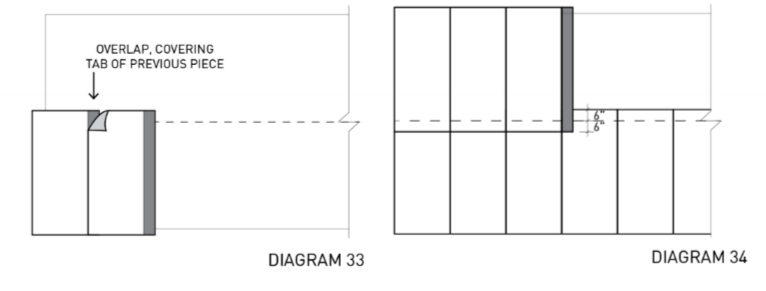 OVERLAP, COVERING
TAB OF PREVIOUS PIECE
6"
6"
DIAGRAM 33
DIAGRAM 34